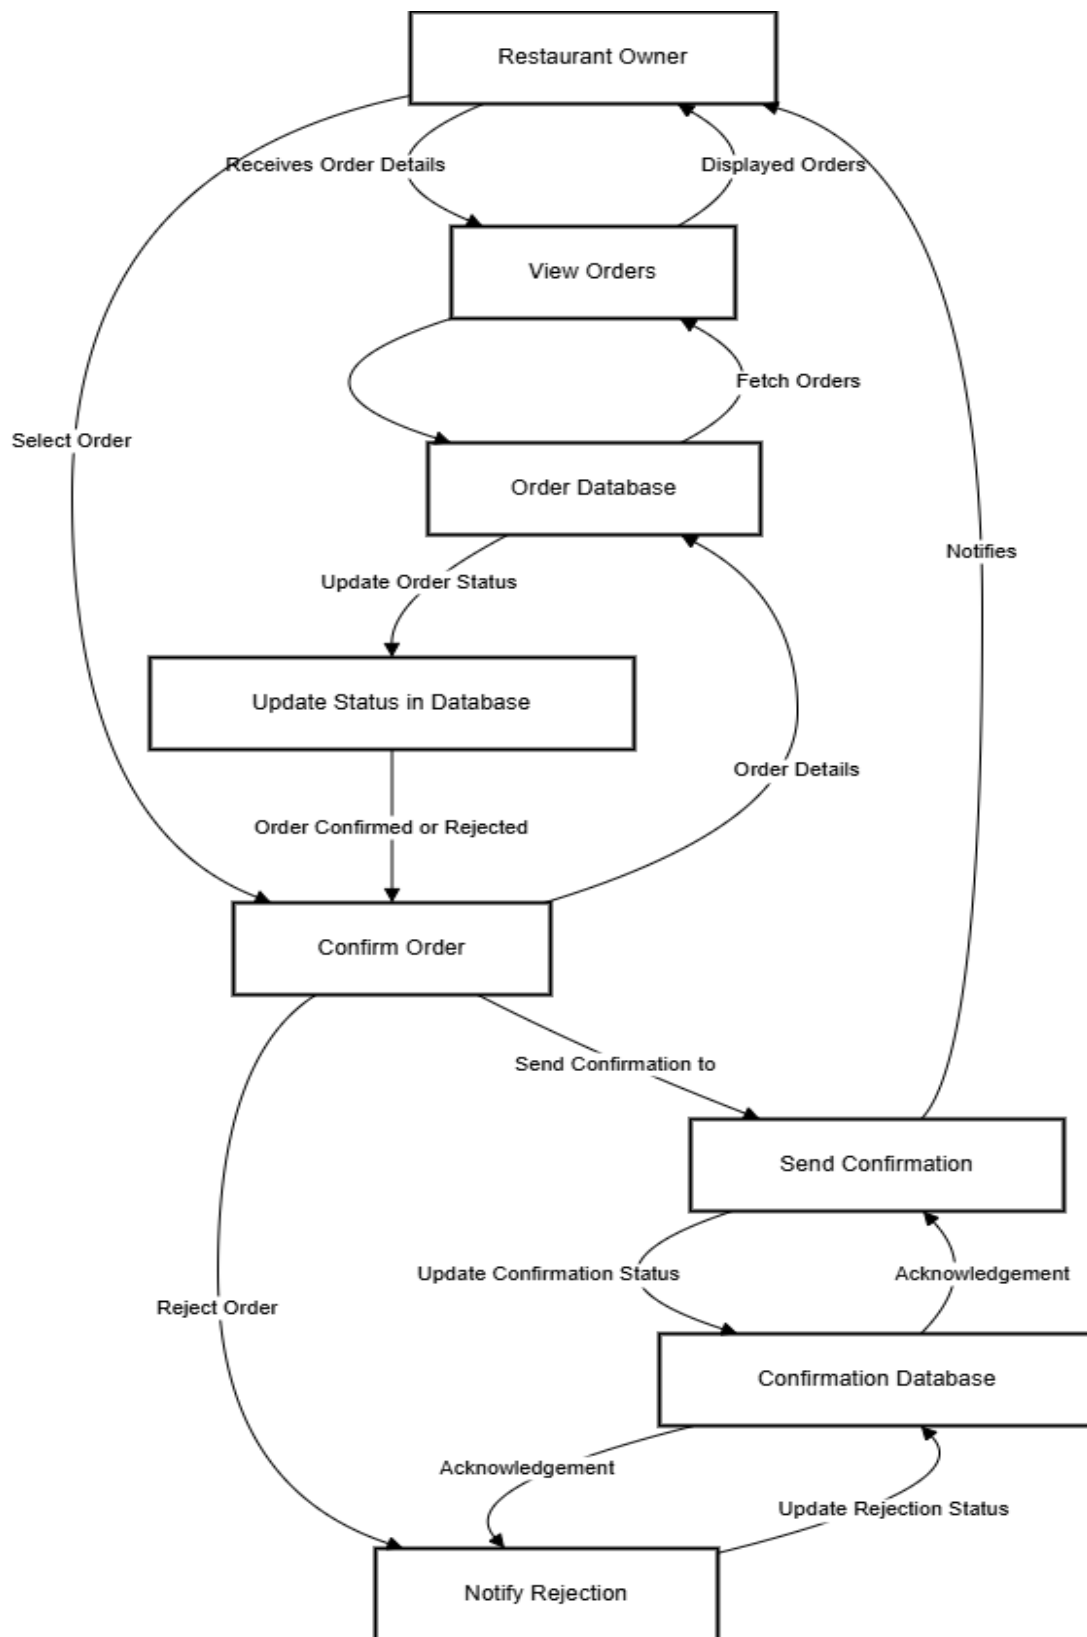 Restaurant Owner
Receives Order Details
Displayed Orders
View Orders
Fetch Orders
Select Order
Order Database
Notifies
Update Order Status
Update Status in Database
Order Details
Order Confirmed or Rejected
Confirm Order
Send Confirmation to
Send Confirmation
Update Confirmation Status
Acknowledgement
Reject Order
Confirmation Database
Acknowledgement
Update Rejection Status
Notify Rejection